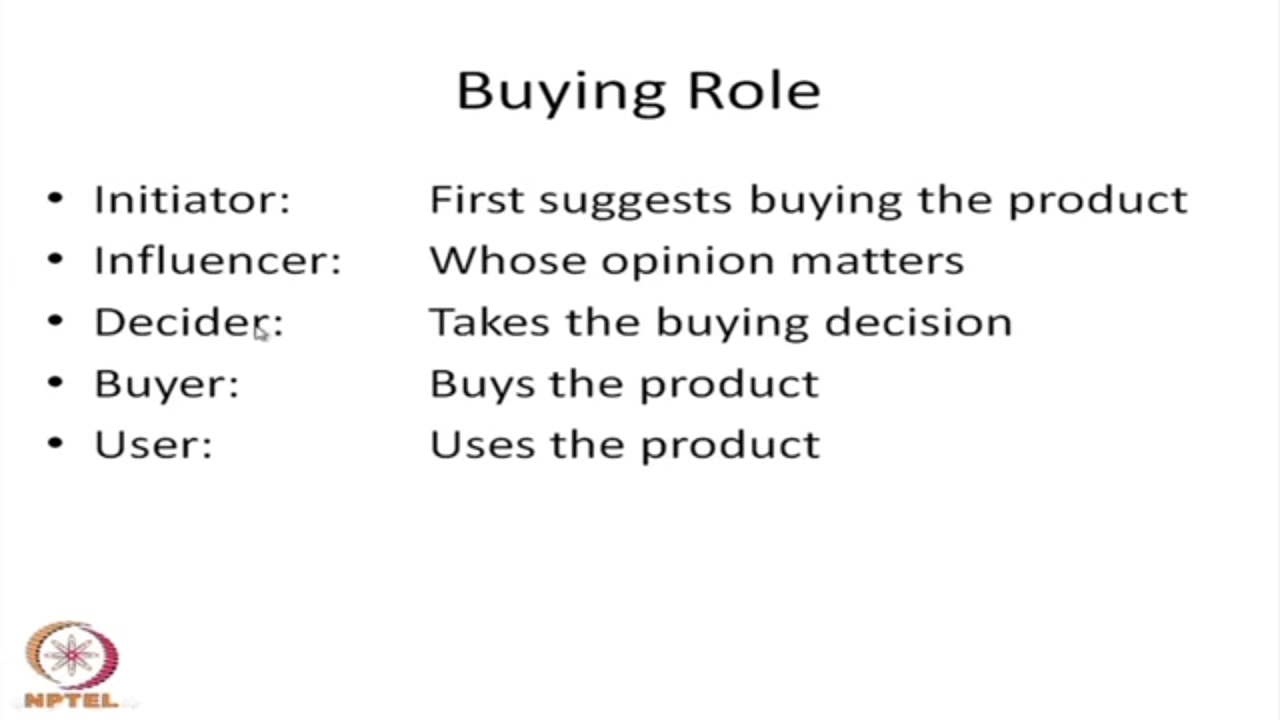 Buying Role
• Initiator: First suggests buying the product
• Influencer: Whose opinion matters
• Decider: Takes the buying decision
• Buyer: Buys the product
• User: Uses the product
NPTEL